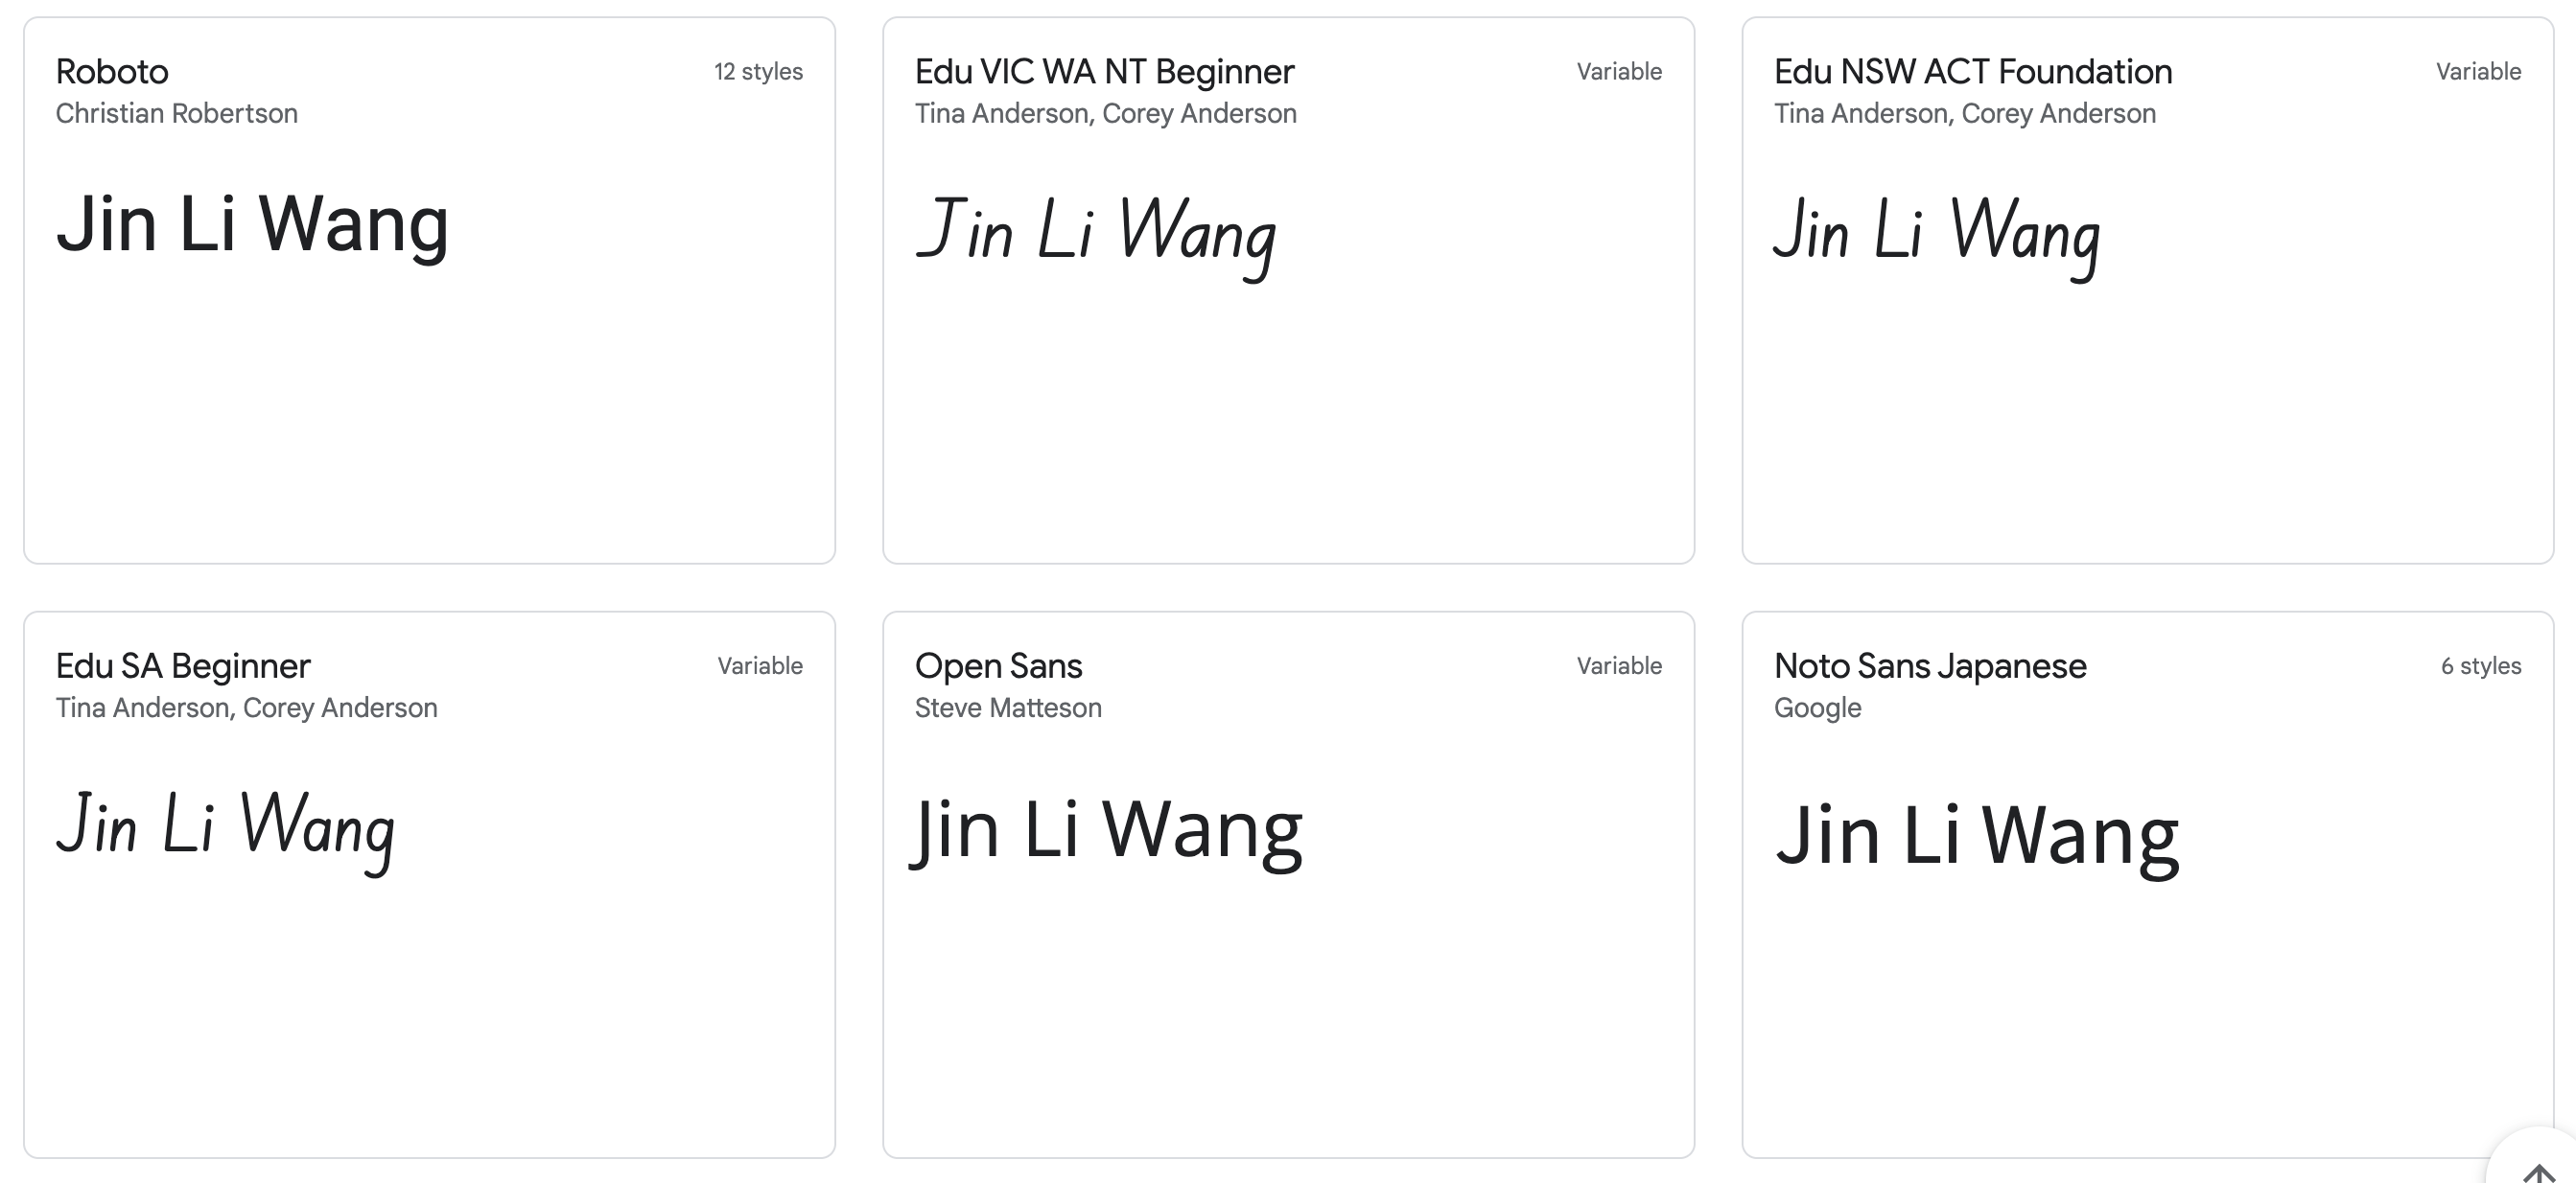 Roboto
12 styles
Christian Robertson
Jin Li Wang
Edu VIC WA NT Beginner
Variable
Tina Anderson, Corey Anderson
Jin Li Wang
Edu NSW ACT Foundation
Variable
Tina Anderson, Corey Anderson
Jin Li Wang
Edu SA Beginner
Variable
Tina Anderson, Corey Anderson
Jin Li Wang
Open Sans
Variable
Steve Matteson
Jin Li Wang
Noto Sans Japanese
6 styles
Google
Jin Li Wang